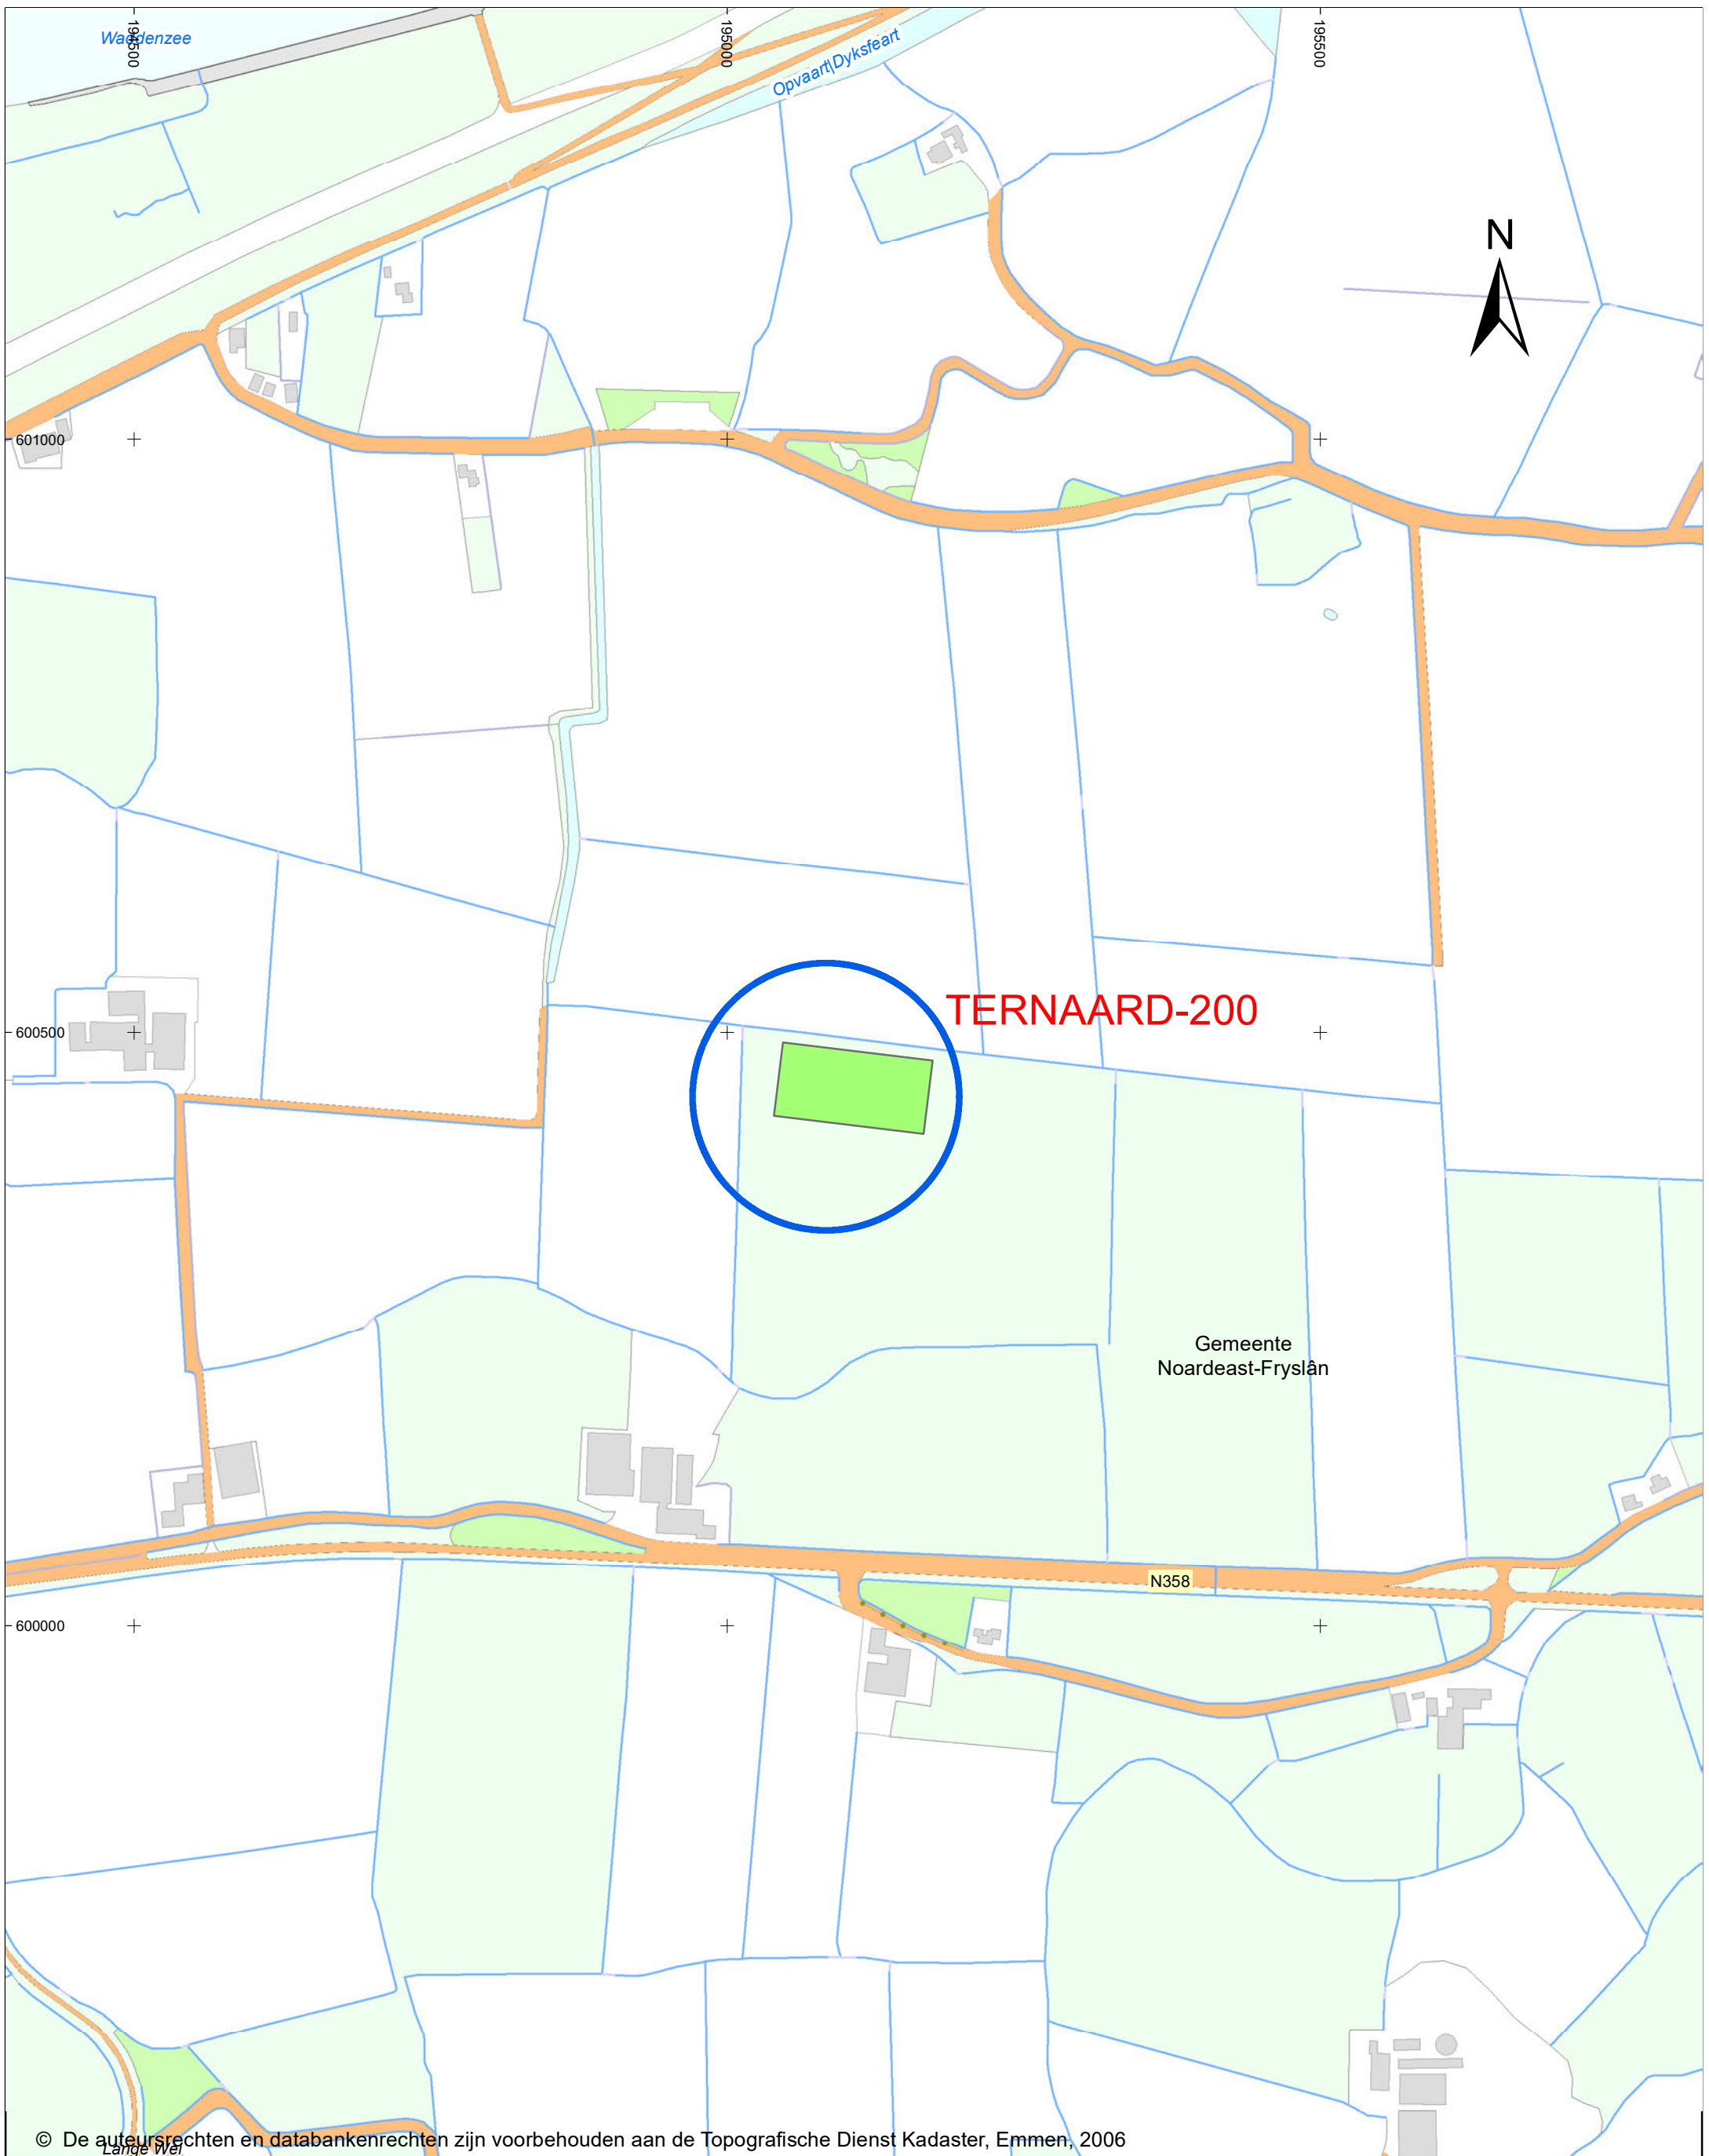 194500
195000
195500
Waddenzee
Opvaart|Dyksfeart
N
601000
TERNAARD-200
600500
Gemeente
Noardeast-Fryslân
N358
600000
© De auteursrechten en databankenrechten zijn voorbehouden aan de Topografische Dienst Kadaster, Emmen, 2006
Lange Wei